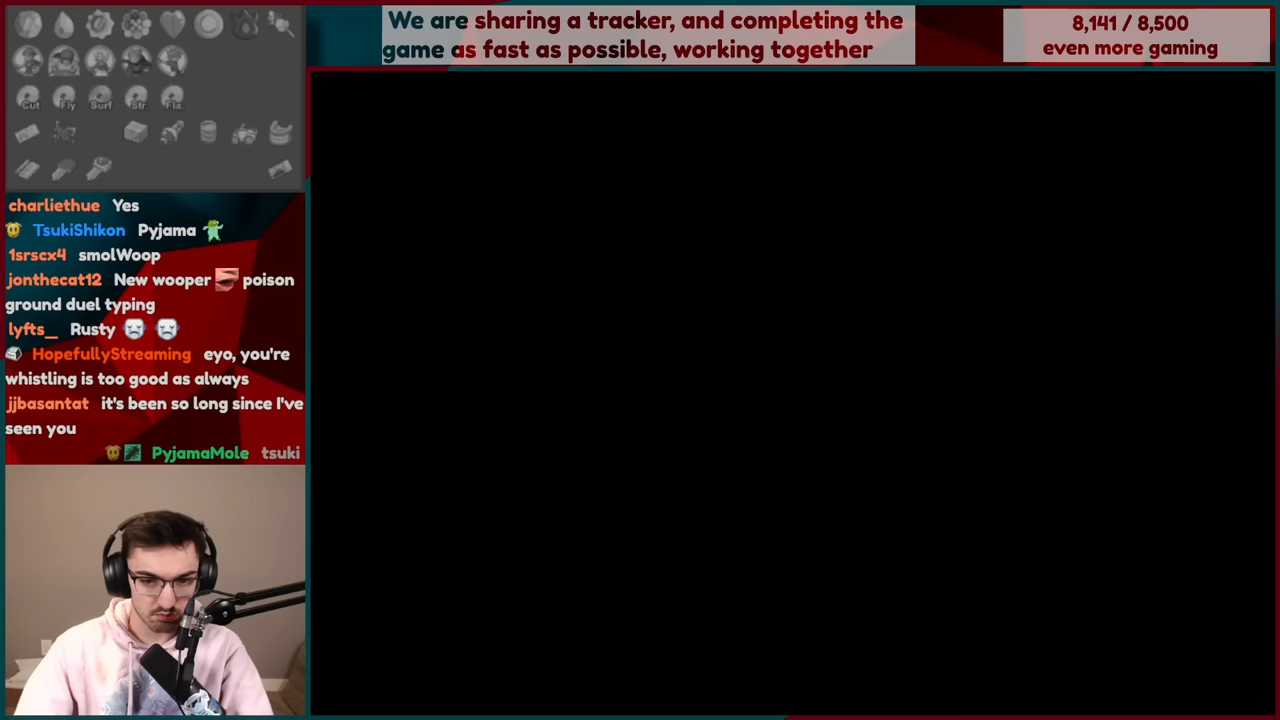 We are sharing a tracker, and completing the
game as fast as possible, working together
8,141 / 8,500
even more gaming
Cut Fly Surf Str. Fla.
charliethue Yes
TsukiShikon Pyjama
1srscx4 smolWoop
jonthecat12 New wooper poison
ground duel typing
lyfts_ Rusty
HopefullyStreaming eyo, you're
whistling is too good as always
jjbasantat it's been so long since I've
seen you
PyjamaMole tsuki